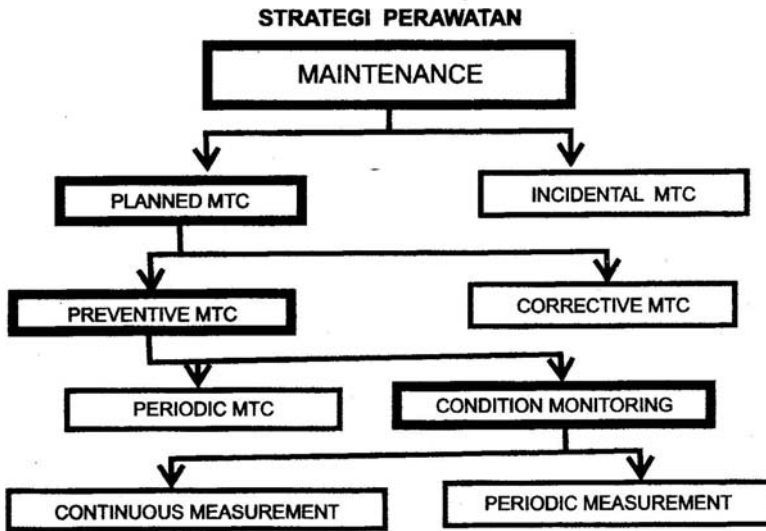 STRATEGI PERAWATAN
MAINTENANCE
PLANNED MTC
INCIDENTAL MTC
PREVENTIVE MTC
CORRECTIVE MTC
PERIODIC MTC
CONDITION MONITORING
CONTINUOUS MEASUREMENT
PERIODIC MEASUREMENT